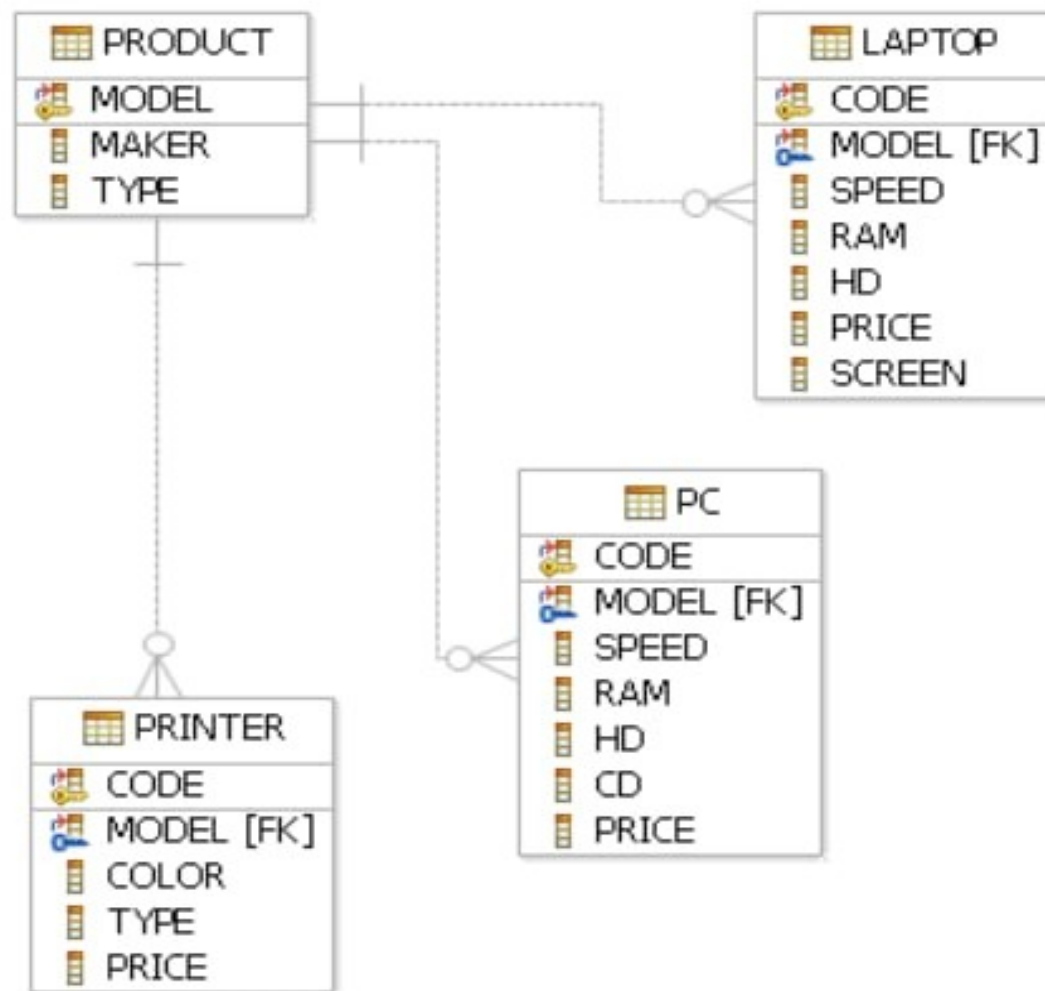 PRODUCT
MODEL
MAKER
TYPE
LAPTOP
CODE
MODEL [FK]
SPEED
RAM
HD
PRICE
SCREEN
PC
CODE
MODEL [FK]
SPEED
RAM
HD
CD
PRICE
PRINTER
CODE
MODEL [FK]
COLOR
TYPE
PRICE